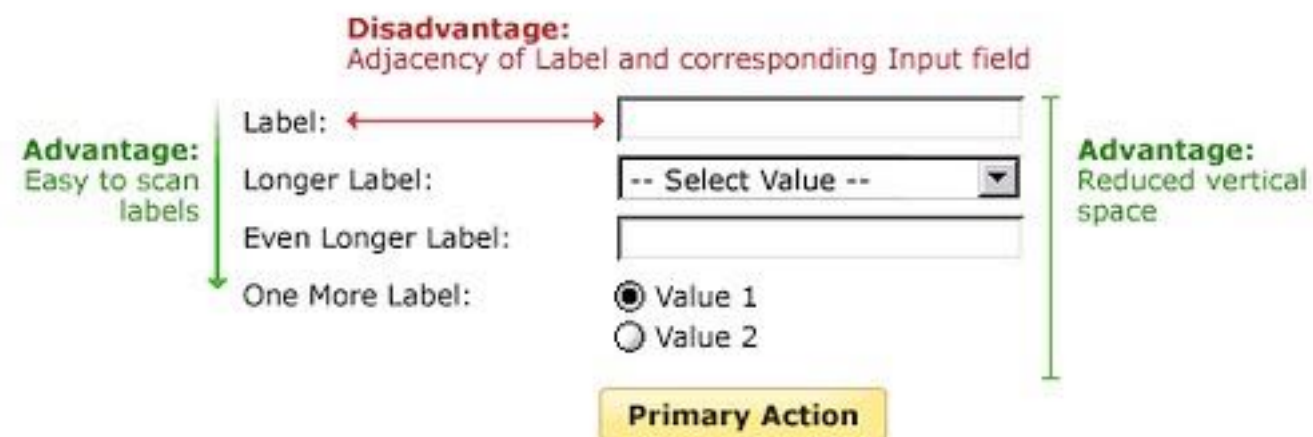 Disadvantage:
Adjacency of Label and corresponding Input field
Label:
Advantage:
Easy to scan
labels
Longer Label:
-- Select Value --
Even Longer Label:
One More Label:
Value 1
Value 2
Advantage:
Reduced vertical
space
Primary Action